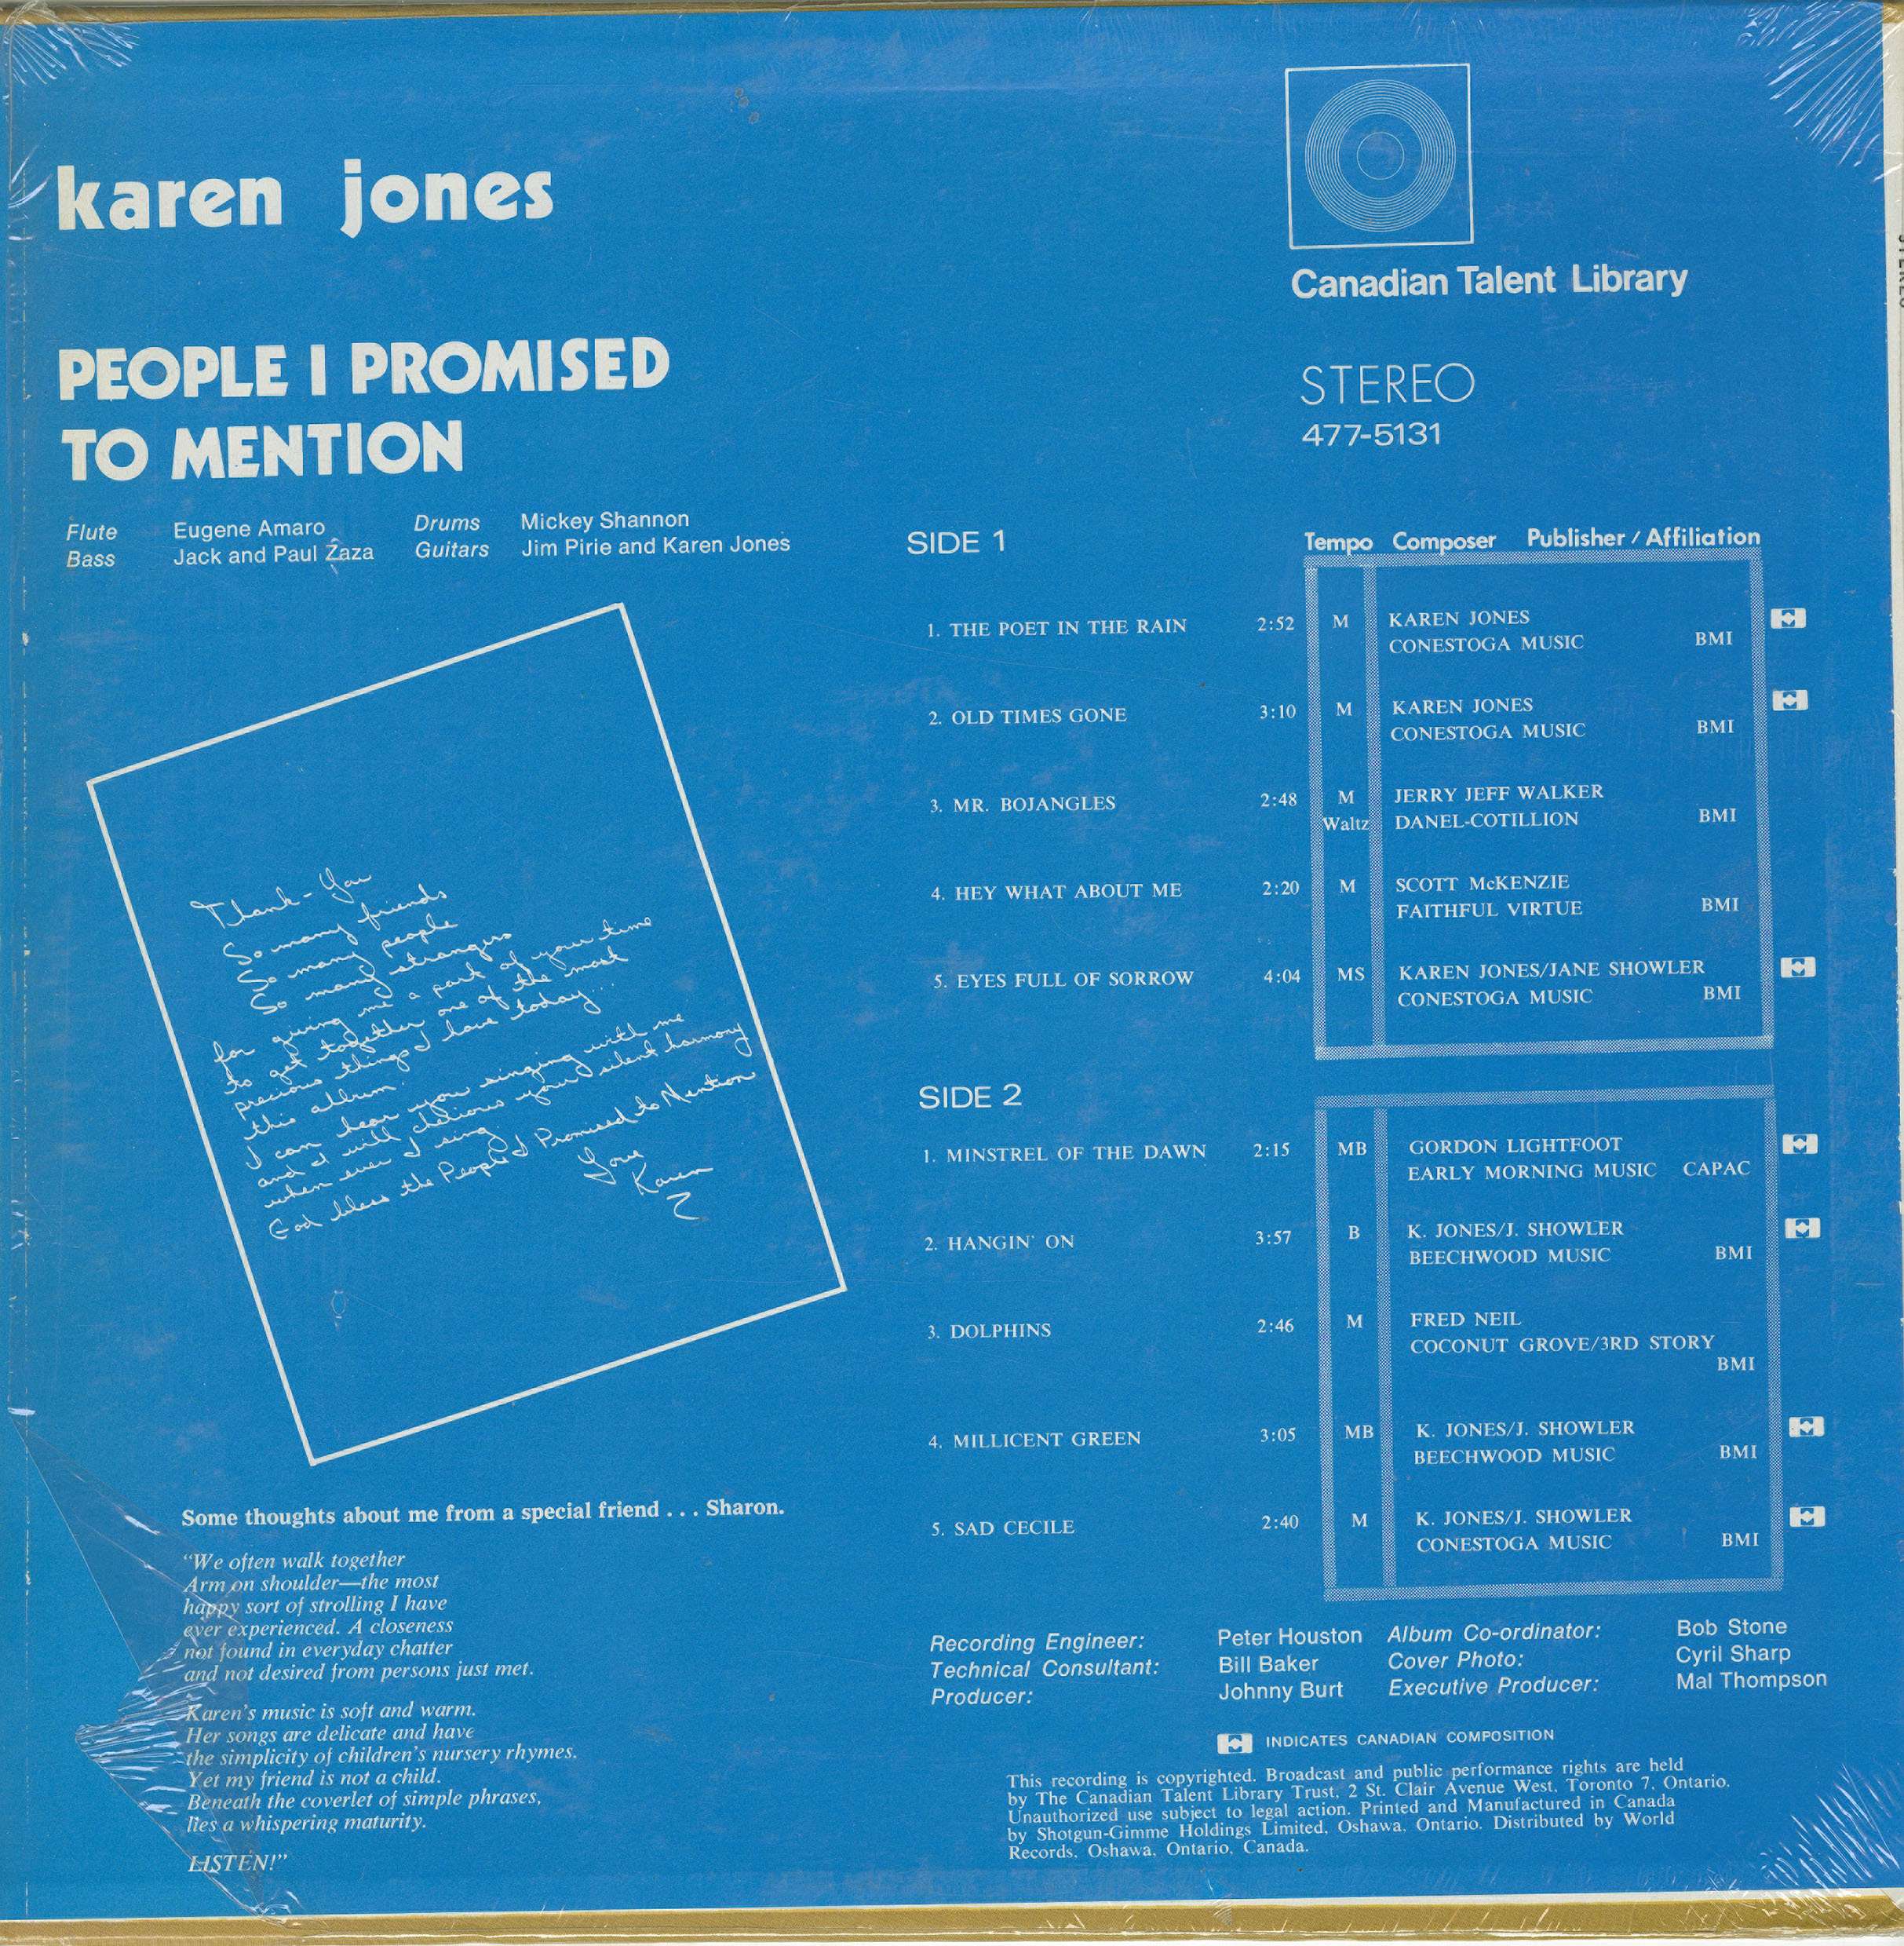 karen jones
PEOPLE I PROMISED
TO MENTION
Flute Eugene Amaro Drums Mickey Shannon
Bass Jack and Paul Zaza Guitars Jim Pirie and Karen Jones
Thank-You
So many friends
So many people
So many strangers
for giving me a part of your time
to get together one of the most
precious things I have today...
this album.
I can hear you singing with me
and I will cherious your silent harmony
when ever I sing.
God bless the People I Promised to Mention
Love
Karen
Some thoughts about me from a special friend . . . Sharon.
“We often walk together
Arm on shoulder—the most
happy sort of strolling I have
ever experienced. A closeness
not found in everyday chatter
and not desired from persons just met.
Karen's music is soft and warm.
Her songs are delicate and have
the simplicity of children's nursery rhymes.
Yet my friend is not a child.
Beneath the coverlet of simple phrases,
lies a whispering maturity.
LISTEN!”
Canadian Talent Library
STEREO
477-5131
SIDE 1 Tempo Composer Publisher / Affiliation
1. THE POET IN THE RAIN 2:52 M KAREN JONES
CONESTOGA MUSIC BMI
2. OLD TIMES GONE 3:10 M KAREN JONES
CONESTOGA MUSIC BMI
3. MR. BOJANGLES 2:48 M JERRY JEFF WALKER
Waltz DANEL-COTILLION BMI
4. HEY WHAT ABOUT ME 2:20 M SCOTT McKENZIE
FAITHFUL VIRTUE BMI
5. EYES FULL OF SORROW 4:04 MS KAREN JONES/JANE SHOWLER
CONESTOGA MUSIC BMI
SIDE 2
1. MINSTREL OF THE DAWN 2:15 MB GORDON LIGHTFOOT
EARLY MORNING MUSIC CAPAC
2. HANGIN' ON 3:57 B K. JONES/J. SHOWLER
BEECHWOOD MUSIC BMI
3. DOLPHINS 2:46 M FRED NEIL
COCONUT GROVE/3RD STORY
BMI
4. MILLICENT GREEN 3:05 MB K. JONES/J. SHOWLER
BEECHWOOD MUSIC BMI
5. SAD CECILE 2:40 M K. JONES/J. SHOWLER
CONESTOGA MUSIC BMI
Recording Engineer: Peter Houston Album Co-ordinator: Bob Stone
Technical Consultant: Bill Baker Cover Photo: Cyril Sharp
Producer: Johnny Burt Executive Producer: Mal Thompson
INDICATES CANADIAN COMPOSITION
This recording is copyrighted. Broadcast and public performance rights are held
by The Canadian Talent Library Trust, 2 St. Clair Avenue West, Toronto 7, Ontario.
Unauthorized use subject to legal action. Printed and Manufactured in Canada
by Shotgun-Gimme Holdings Limited, Oshawa, Ontario. Distributed by World
Records, Oshawa, Ontario, Canada.